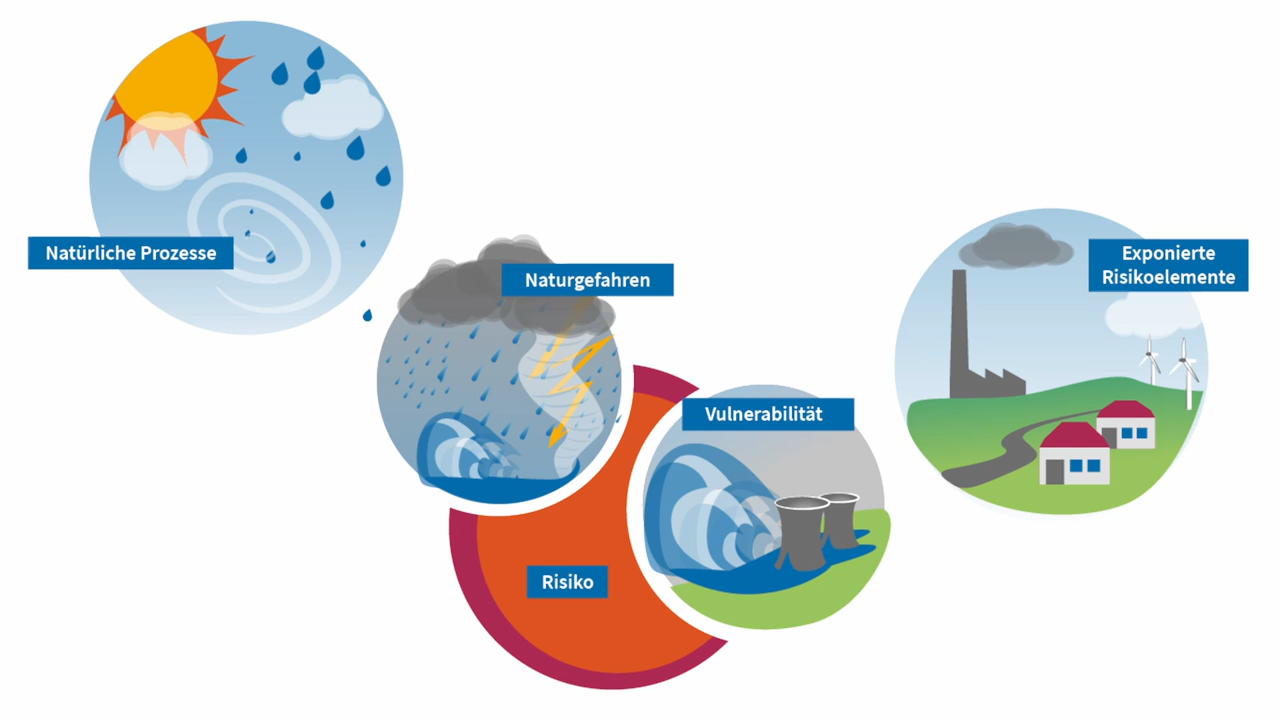 Natürliche Prozesse
Naturgefahren
Exponierte
Risikoelemente
Vulnerabilität
Risiko